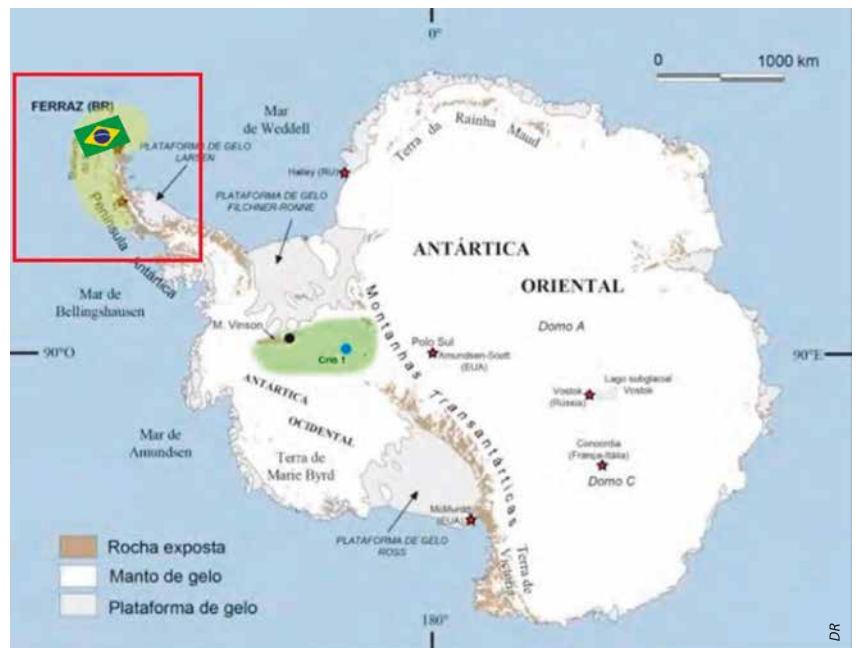 0°
0 1000 km
FERRAZ (BR)
Mar
de Weddell
Terra da Rainha Maud
PLATAFORMA DE GELO
LARSEN
Halley (RU)
PLATAFORMA DE GELO
FILCHNER-RONNE
Península Antártica
ANTÁRTICA
ORIENTAL
Mar de
Bellingshausen
M. Vinson
Montanhas Transantárticas
Domo A
Polo Sul
Amundsen-Scott
(EUA)
90°O
90°E
Criο 1
ANTÁRTICA
OCIDENTAL
Lago subglacial
Vostok
Vostok
(Rússia)
Mar de
Amundsen
Terra de
Marie Byrd
Concordia
(França-Itália)
Domo C
McMurdo
(EUA)
PLATAFORMA DE GELO
ROSS
Terra de
Victoria
Rocha exposta
Manto de gelo
Plataforma de gelo
180°
DR